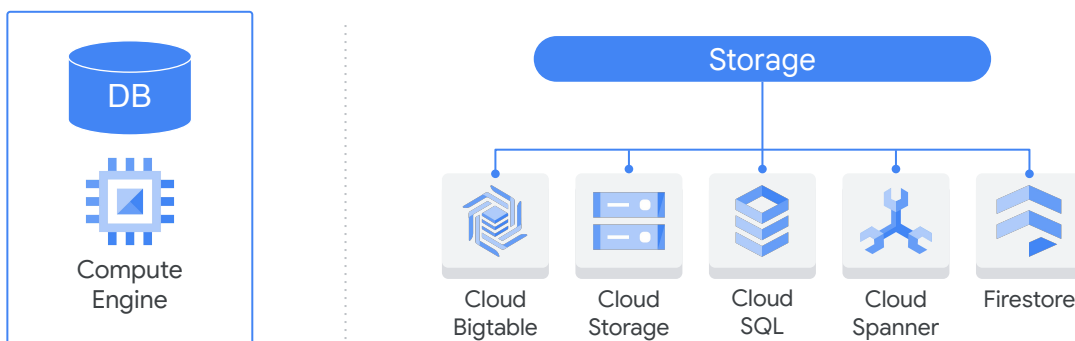 DB
Compute
Engine
Storage
Cloud
Bigtable
Cloud
Storage
Cloud
SQL
Cloud
Spanner
Firestore